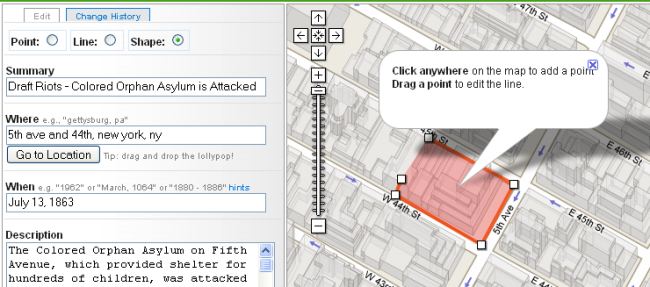 Edit Change History
Point: Line: Shape:
Summary
Draft Riots - Colored Orphan Asylum is Attacked
Where e.g., "gettysburg, pa"
5th ave and 44th, new york, ny
Go to Location Tip: drag and drop the lollypop!
When e.g. "1962" or "March, 1064" or "1880 - 1886" hints
July 13, 1863
Description
The Colored Orphan Asylum on Fifth
Avenue, which provided shelter for
hundreds of children, was attacked
Click anywhere on the map to add a point
Drag a point to edit the line.
W 47th St
45th St
E 46th St
W 44th St
5th Ave
E 45th St
W 43
E 44